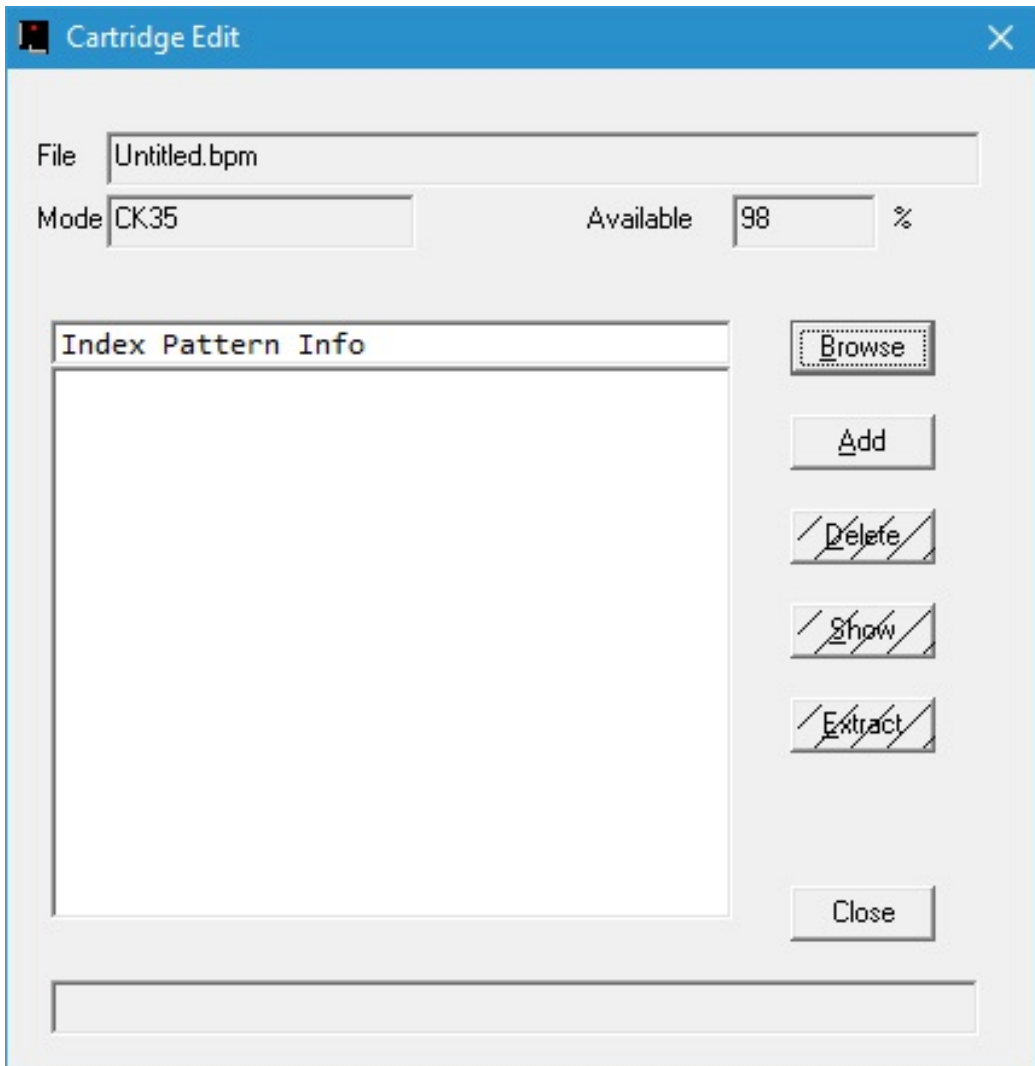 Cartridge Edit
File Untitled.bpm
Mode CK35 Available 98 %
Index Pattern Info
Browse
Add
Delete
Show
Extract
Close